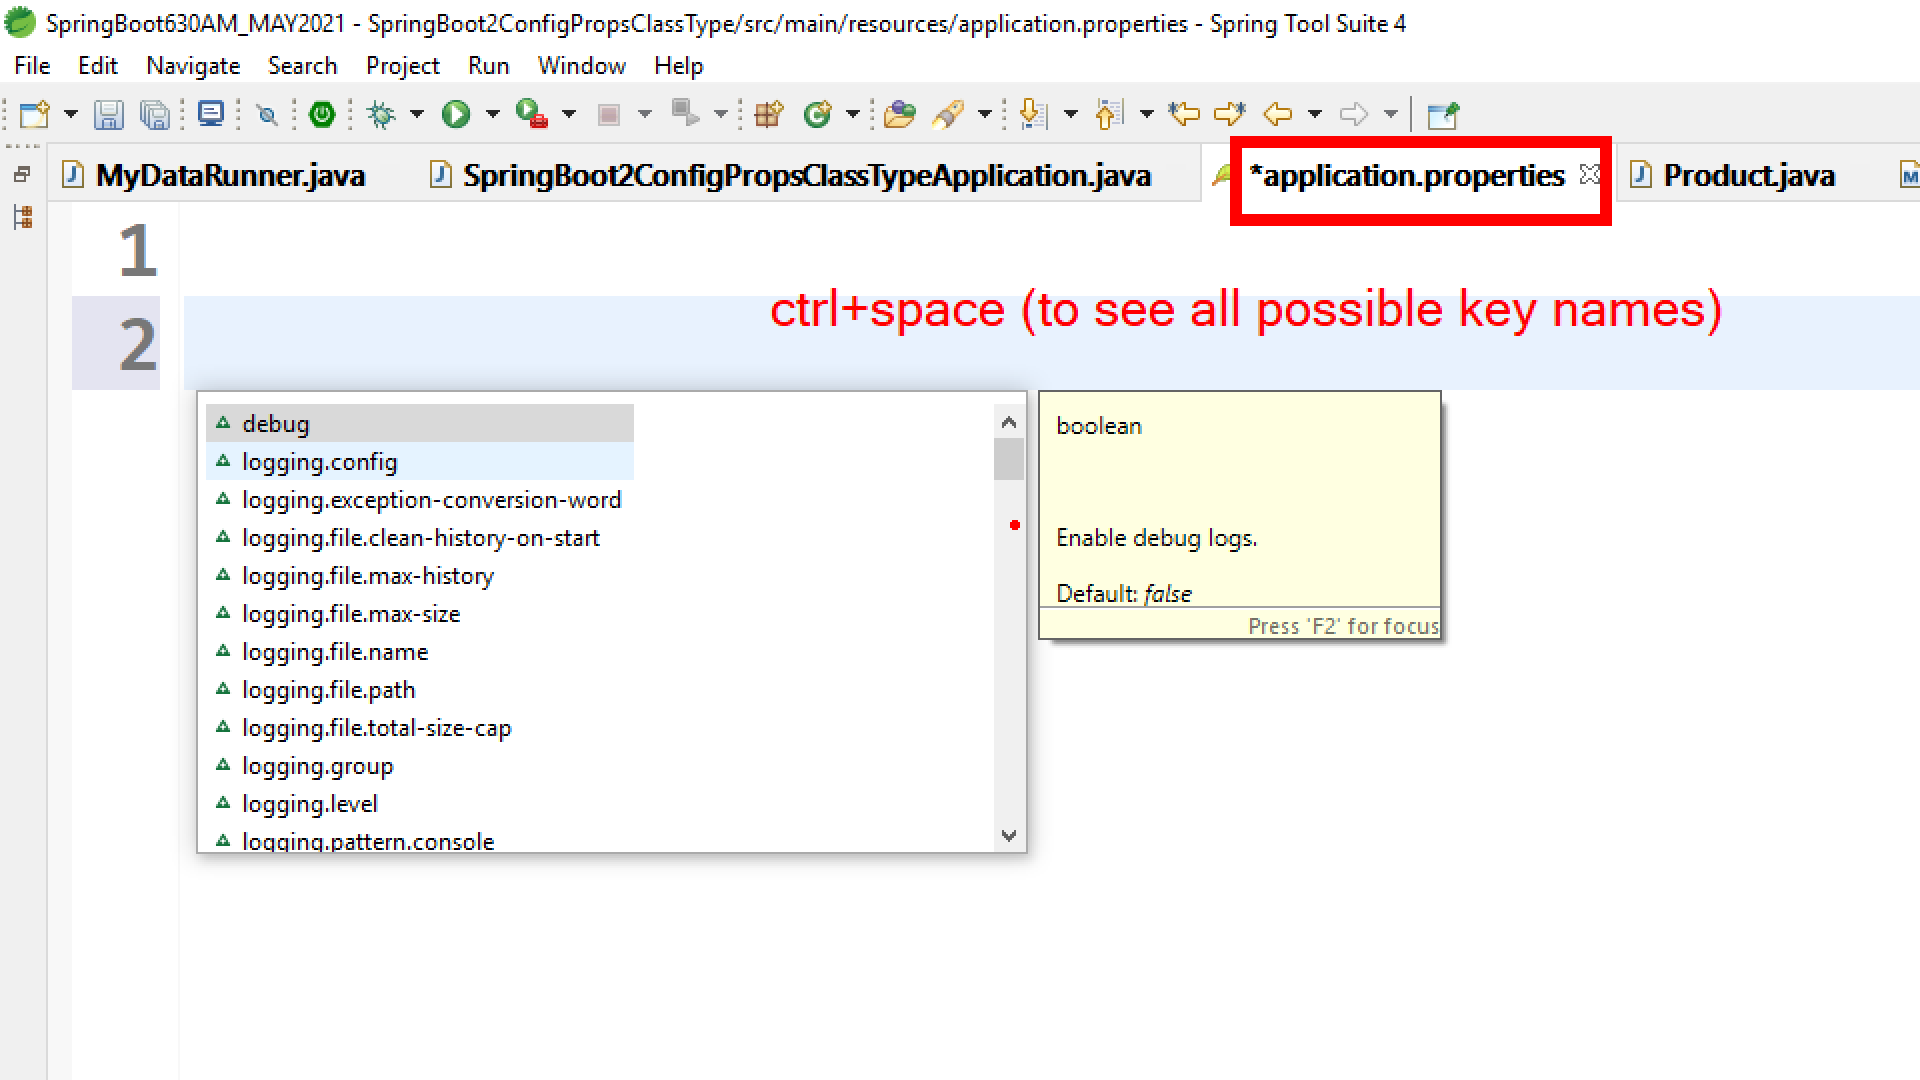 SpringBoot630AM_MAY2021 - SpringBoot2ConfigPropsClassType/src/main/resources/application.properties - Spring Tool Suite 4
File Edit Navigate Search Project Run Window Help
MyDataRunner.java SpringBoot2ConfigPropsClassTypeApplication.java *application.properties Product.java
1
ctrl+space (to see all possible key names)
2
debug
logging.config
logging.exception-conversion-word
logging.file.clean-history-on-start
logging.file.max-history
logging.file.max-size
logging.file.name
logging.file.path
logging.file.total-size-cap
logging.group
logging.level
logging.pattern.console
boolean
Enable debug logs.
Default: false
Press 'F2' for focus